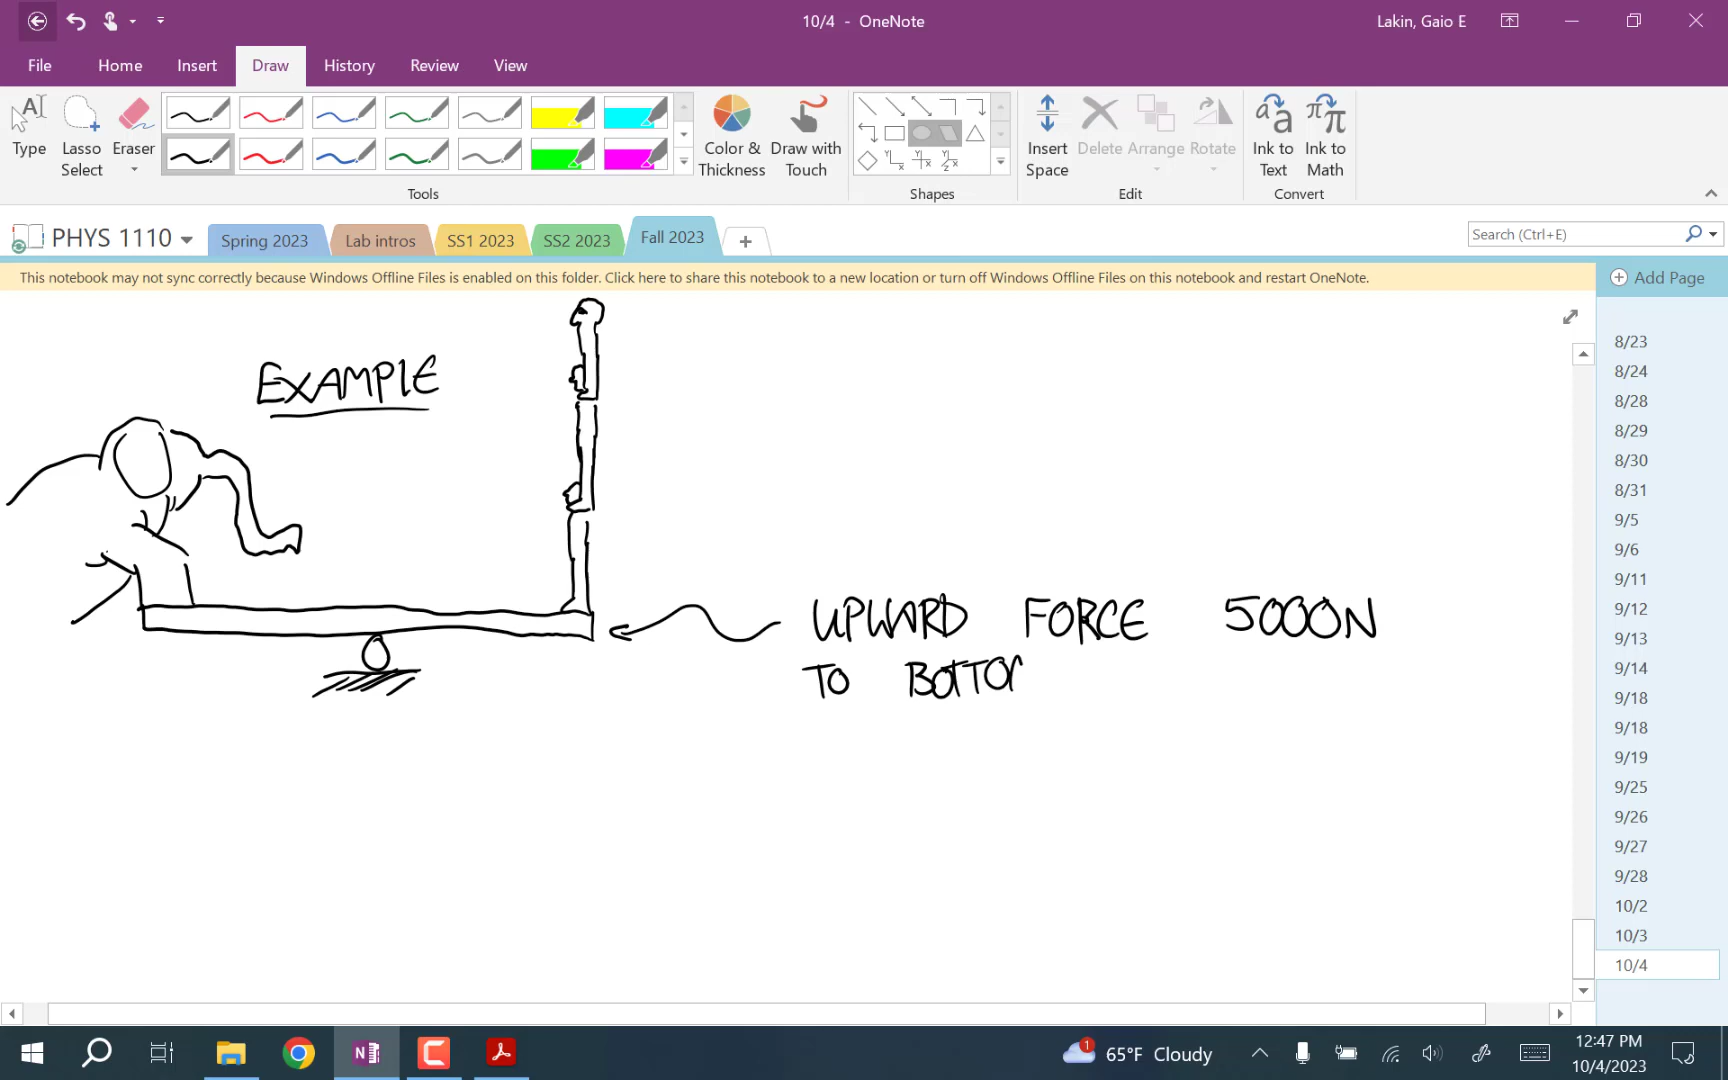 10/4 - OneNote
Lakin, Gaio E
File Home Insert Draw History Review View
Type
Lasso Select
Eraser
Color & Thickness
Draw with Touch
Insert Space
Delete
Arrange
Rotate
Ink to Text
Ink to Math
Tools Shapes Edit Convert
PHYS 1110 Spring 2023 Lab intros SS1 2023 SS2 2023 Fall 2023
Search (Ctrl+E)
This notebook may not sync correctly because Windows Offline Files is enabled on this folder. Click here to share this notebook to a new location or turn off Windows Offline Files on this notebook and restart OneNote.
Add Page
EXAMPLE
UPWARD FORCE 5000N
TO BOTTOM
8/23
8/24
8/28
8/29
8/30
8/31
9/5
9/6
9/11
9/12
9/13
9/14
9/18
9/18
9/19
9/25
9/26
9/27
9/28
10/2
10/3
10/4
1 65°F Cloudy
12:47 PM
10/4/2023